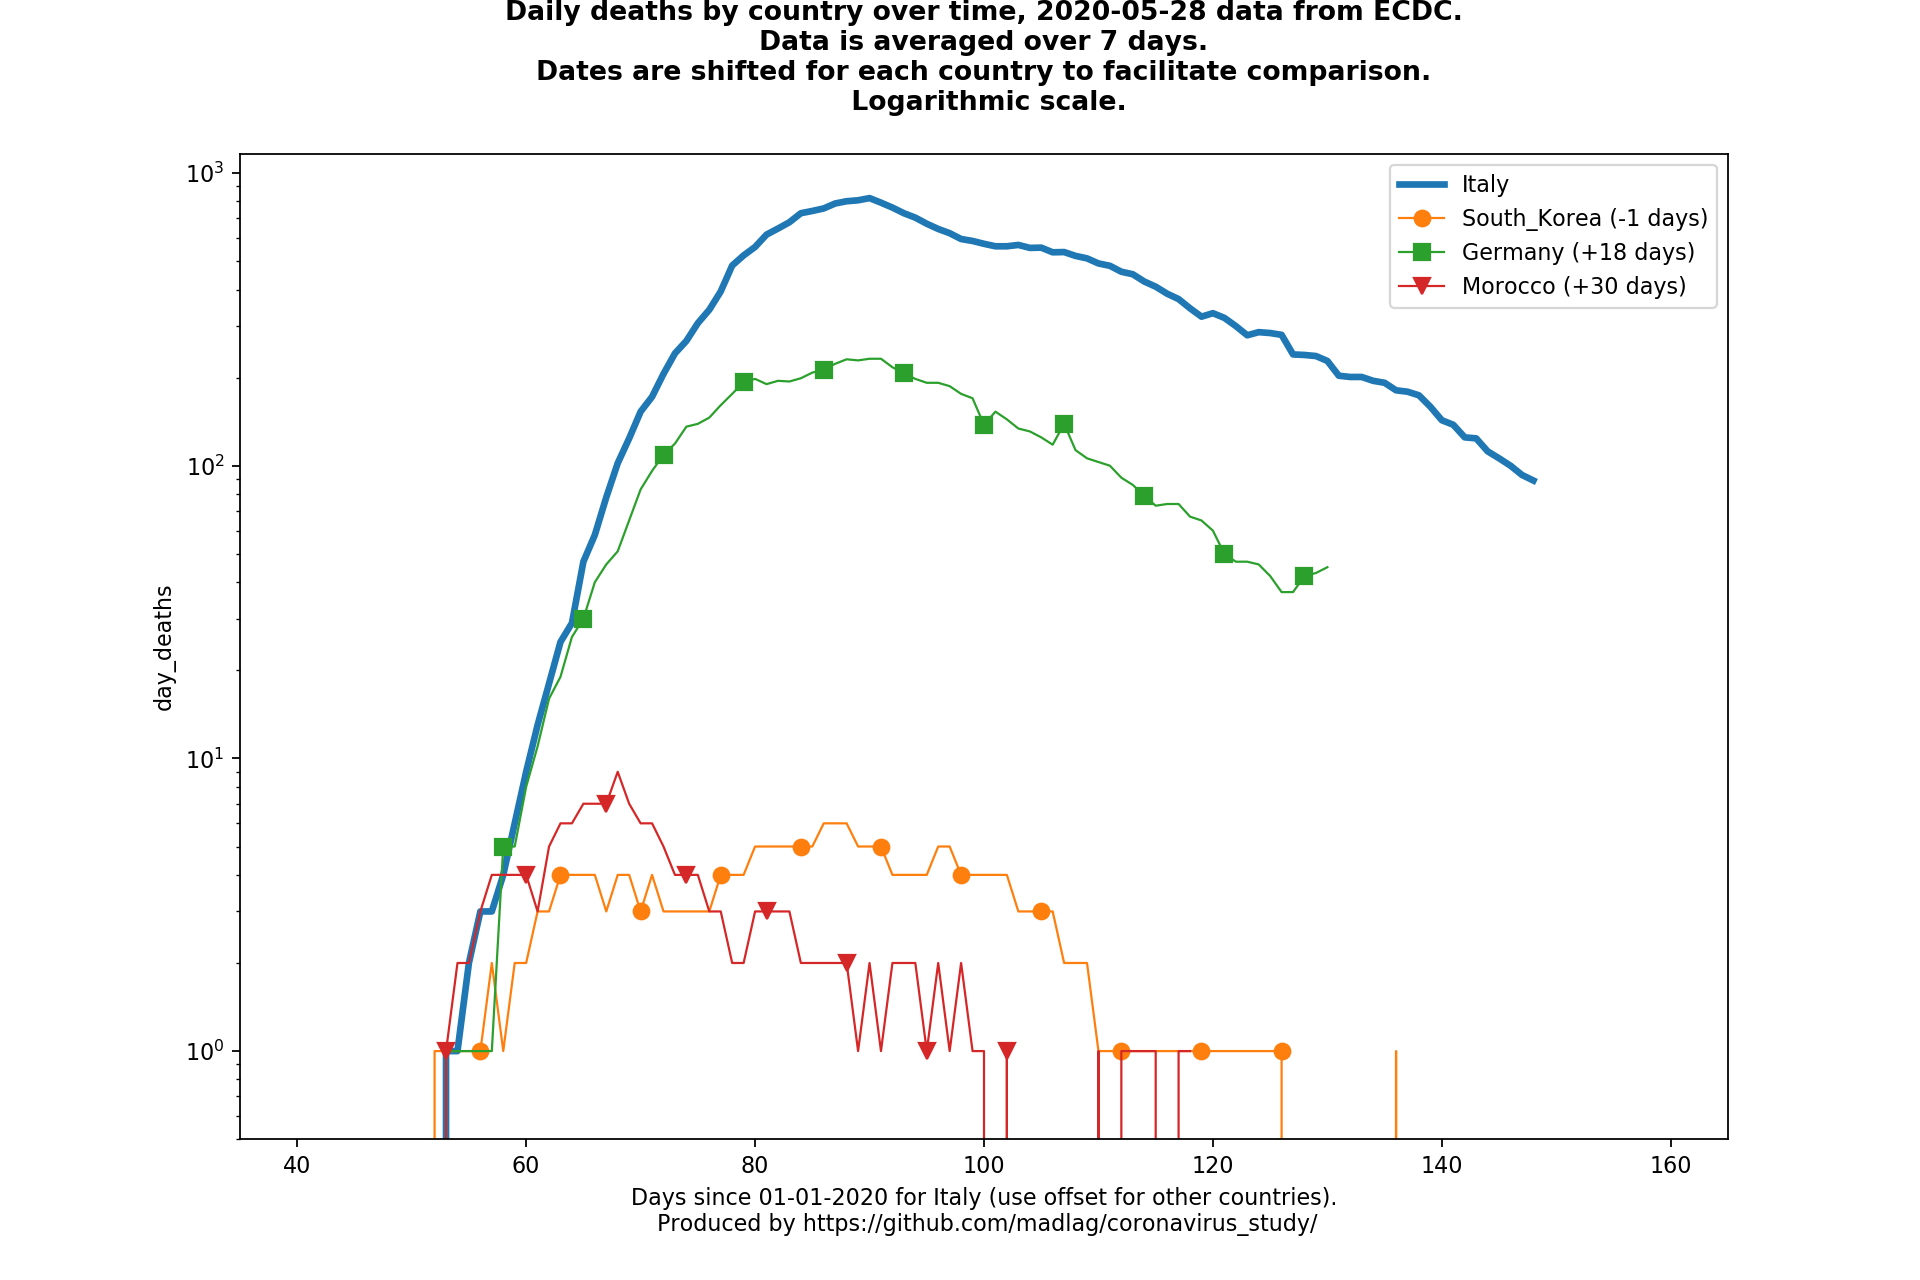 Daily deaths by country over time, 2020-05-28 data from ECDC.
Data is averaged over 7 days.
Dates are shifted for each country to facilitate comparison.
Logarithmic scale.
10³
10²
10¹
10⁰
day_deaths
Italy
South_Korea (-1 days)
Germany (+18 days)
Morocco (+30 days)
40 60 80 100 120 140 160
Days since 01-01-2020 for Italy (use offset for other countries).
Produced by https://github.com/madlag/coronavirus_study/